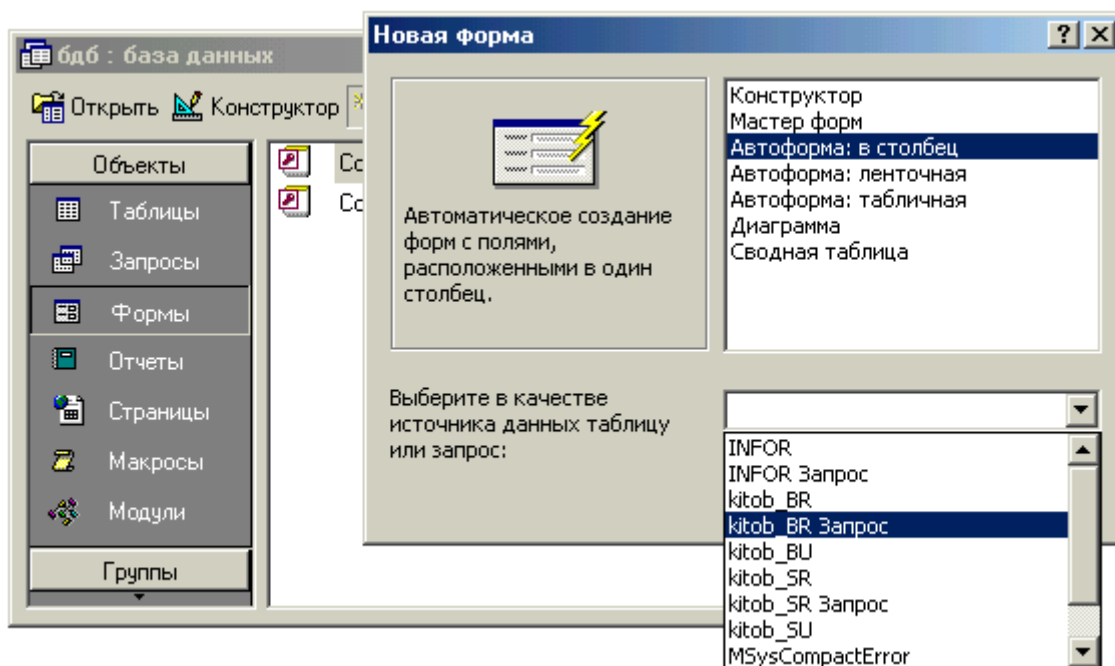 бдб : база данных
Открыть Конструктор
Объекты
Таблицы
Запросы
Формы
Отчеты
Страницы
Макросы
Модули
Группы
Со
Со
Новая форма
Автоматическое создание
форм с полями,
расположенными в один
столбец.
Конструктор
Мастер форм
Автоформа: в столбец
Автоформа: ленточная
Автоформа: табличная
Диаграмма
Сводная таблица
Выберите в качестве
источника данных таблицу
или запрос:
INFOR
INFOR Запрос
kitob_BR
kitob_BR Запрос
kitob_BU
kitob_SR
kitob_SR Запрос
kitob_SU
MSysCompactError